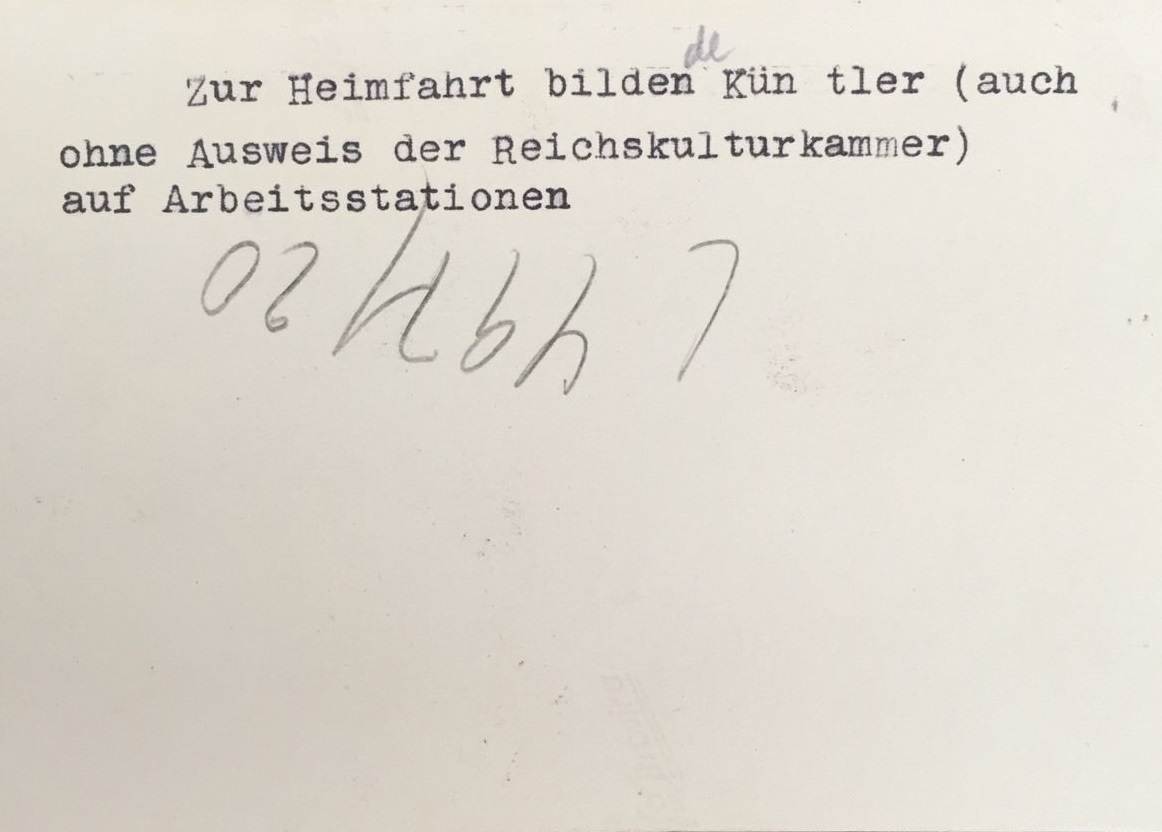 de
Zur Heimfahrt bilden Kün tler (auch
ohne Ausweis der Reichskulturkammer)
auf Arbeitsstationen